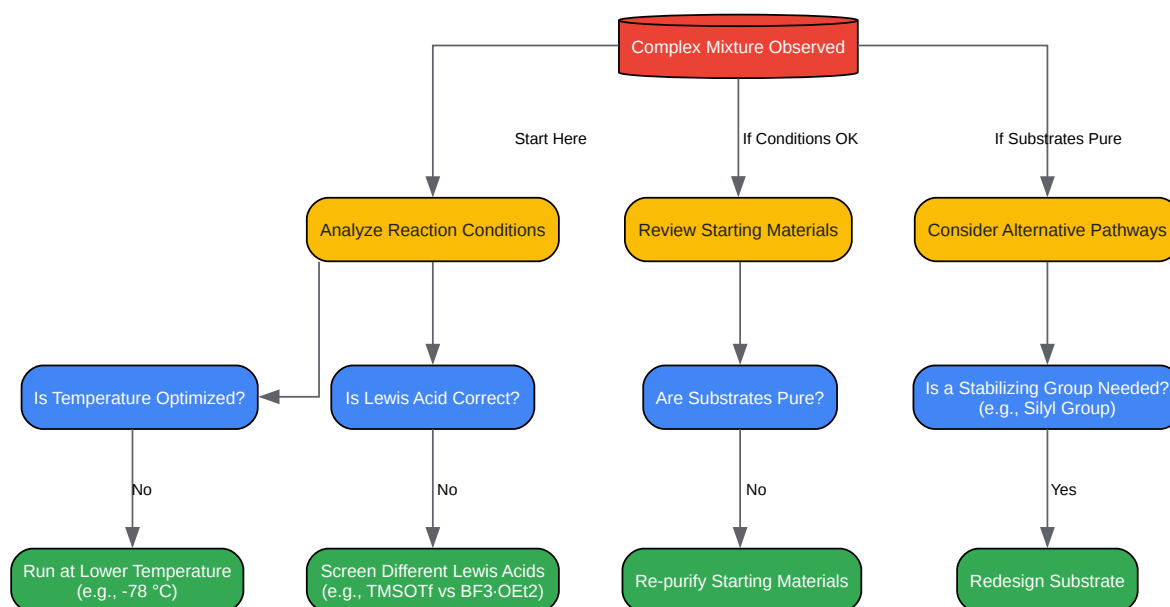 Complex Mixture Observed
Start Here
If Conditions OK
If Substrates Pure
Analyze Reaction Conditions
Review Starting Materials
Consider Alternative Pathways
Is Temperature Optimized?
Is Lewis Acid Correct?
Are Substrates Pure?
Is a Stabilizing Group Needed?
(e.g., Silyl Group)
No
No
No
Yes
Run at Lower Temperature
(e.g., -78 °C)
Screen Different Lewis Acids
(e.g., TMSOTf vs BF3·OEt2)
Re-purify Starting Materials
Redesign Substrate